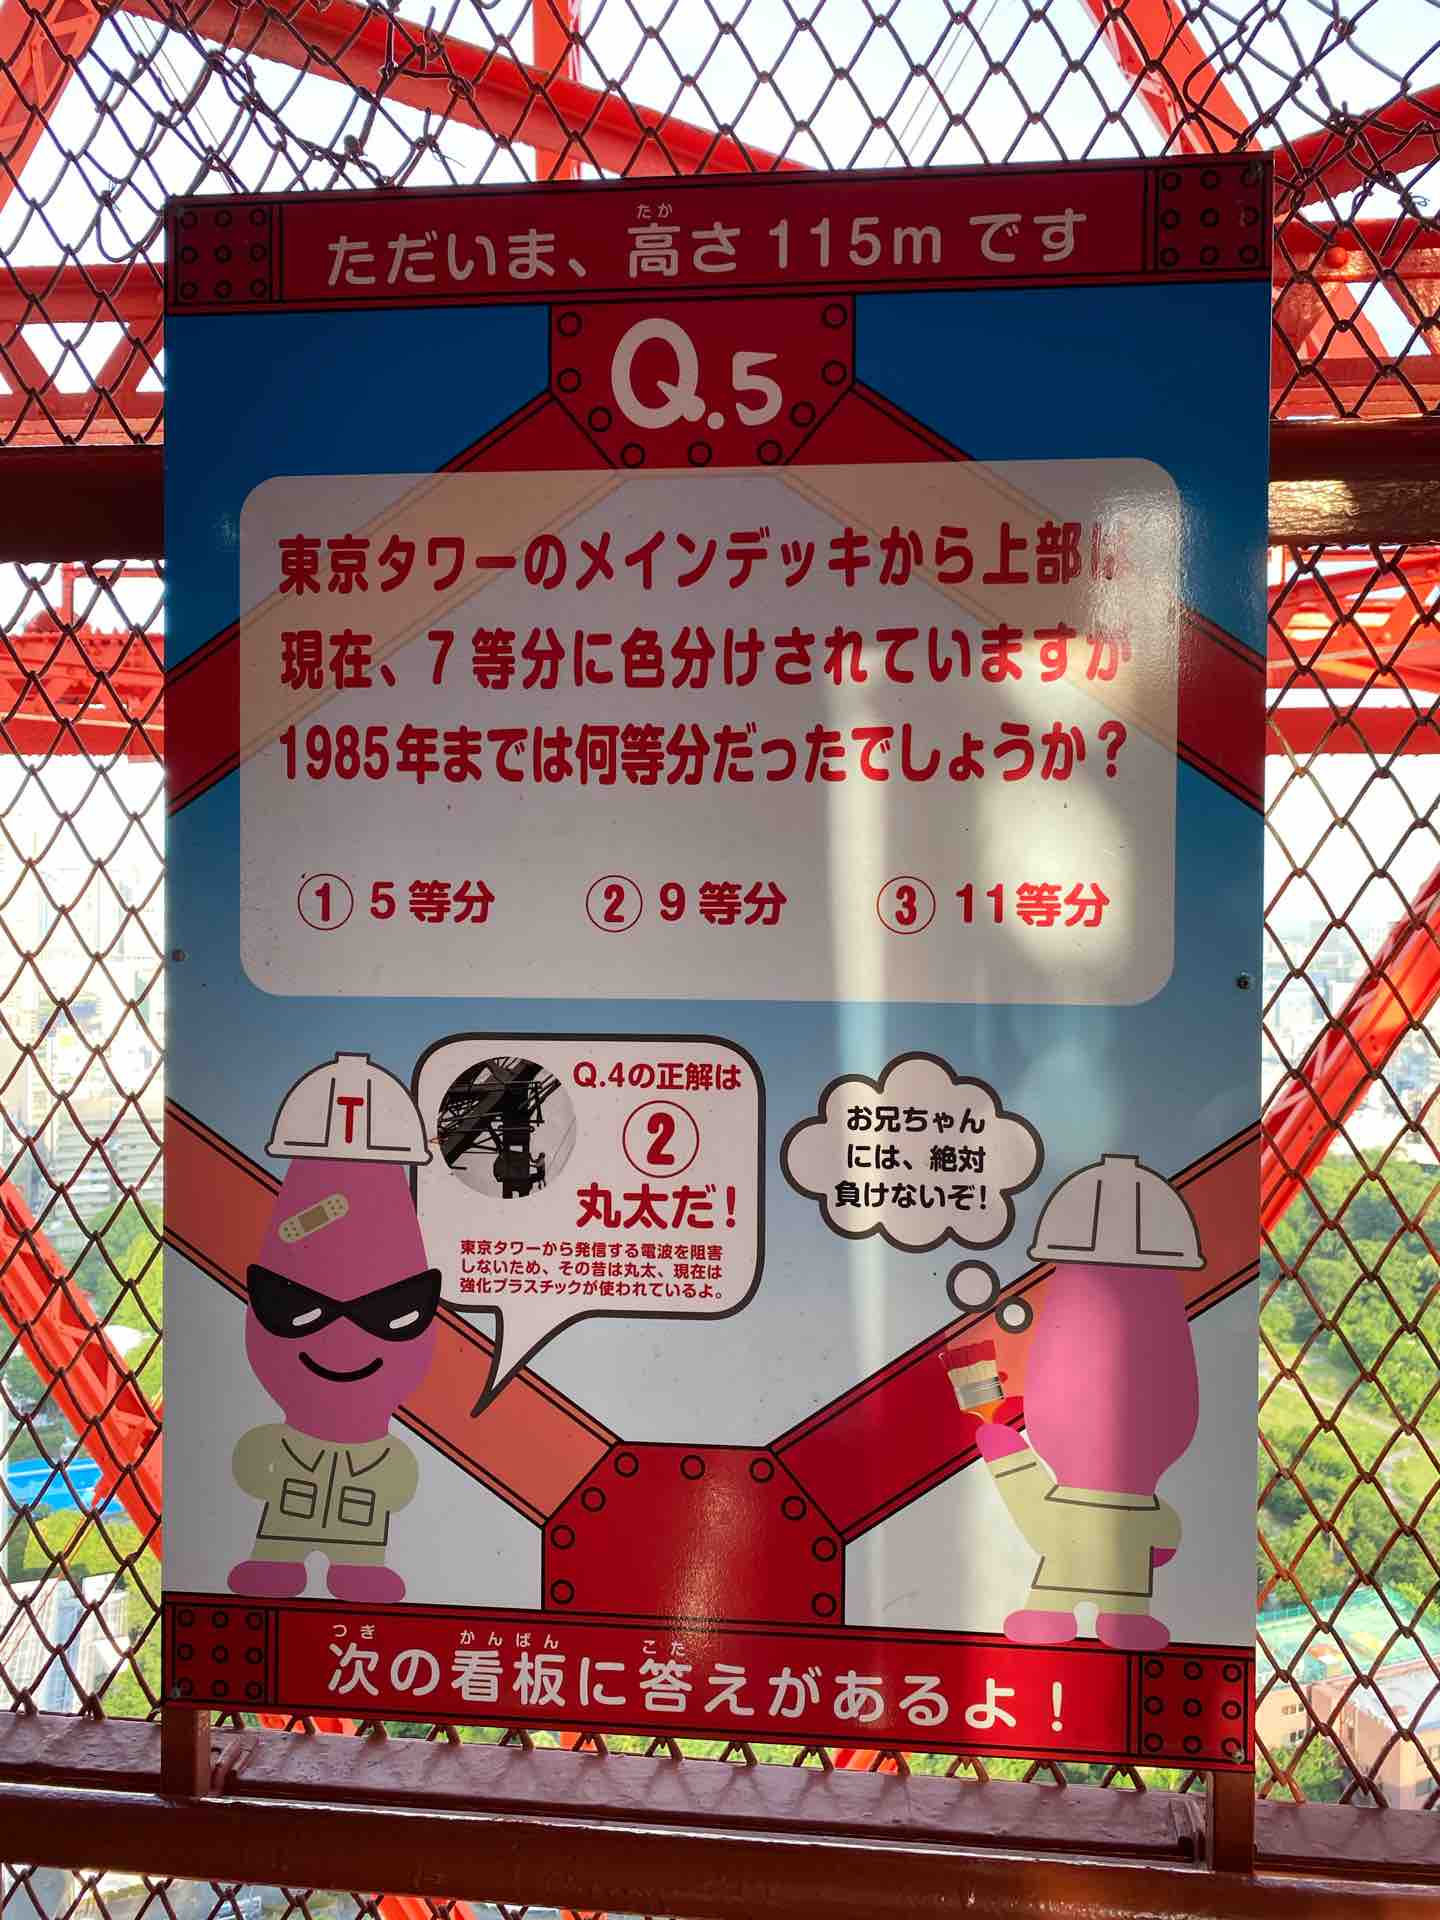 ただいま、高さ115mです
たか
Q.5
東京タワーのメインデッキから上部は
現在、7等分に色分けされていますが
1985年までは何等分だったでしょうか？
① 5等分 ② 9等分 ③ 11等分
T
Q.4の正解は
②
丸太だ！
東京タワーから発信する電波を阻害
しないため、その昔は丸太、現在は
強化プラスチックが使われているよ。
お兄ちゃん
には、絶対
負けないぞ！
つぎ かんばん こた
次の看板に答えがあるよ！